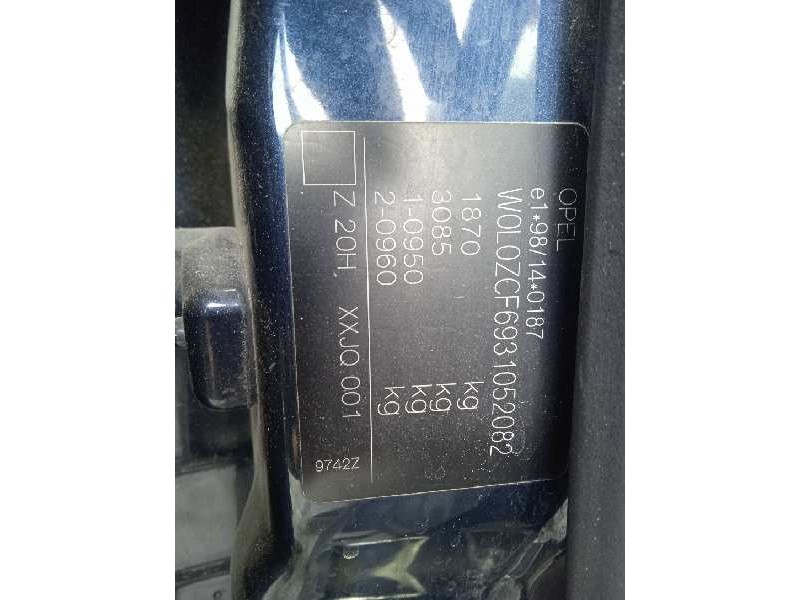 OPEL
e1*98/14*0187
W0L0ZCF6931052082
1870 kg
3085 kg
1-0950 kg
2-0960 kg
Z 20H, XXJQ 001
9742Z